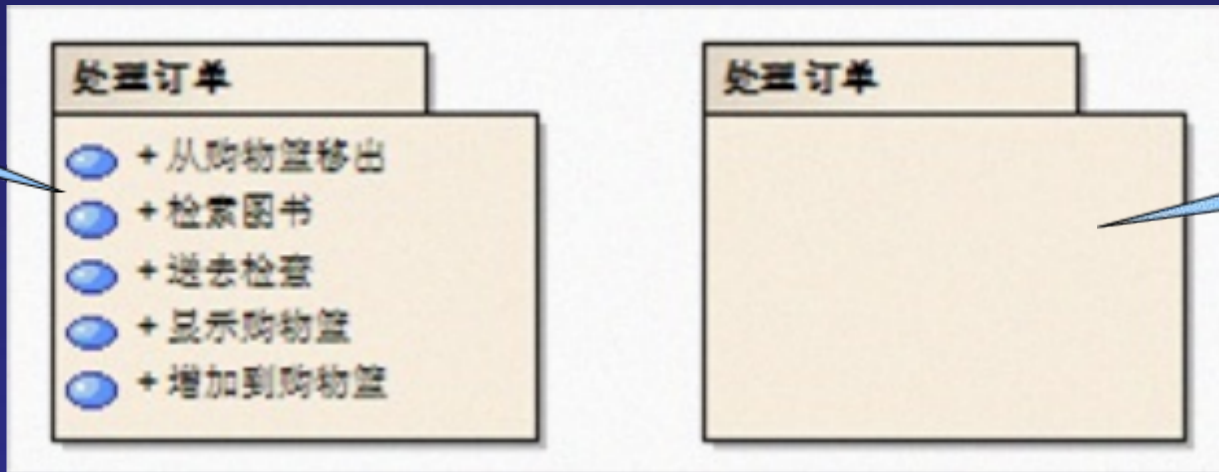 处理订单
+ 从购物篮移出
+ 检索图书
+ 送去检查
+ 显示购物篮
+ 增加到购物篮
处理订单